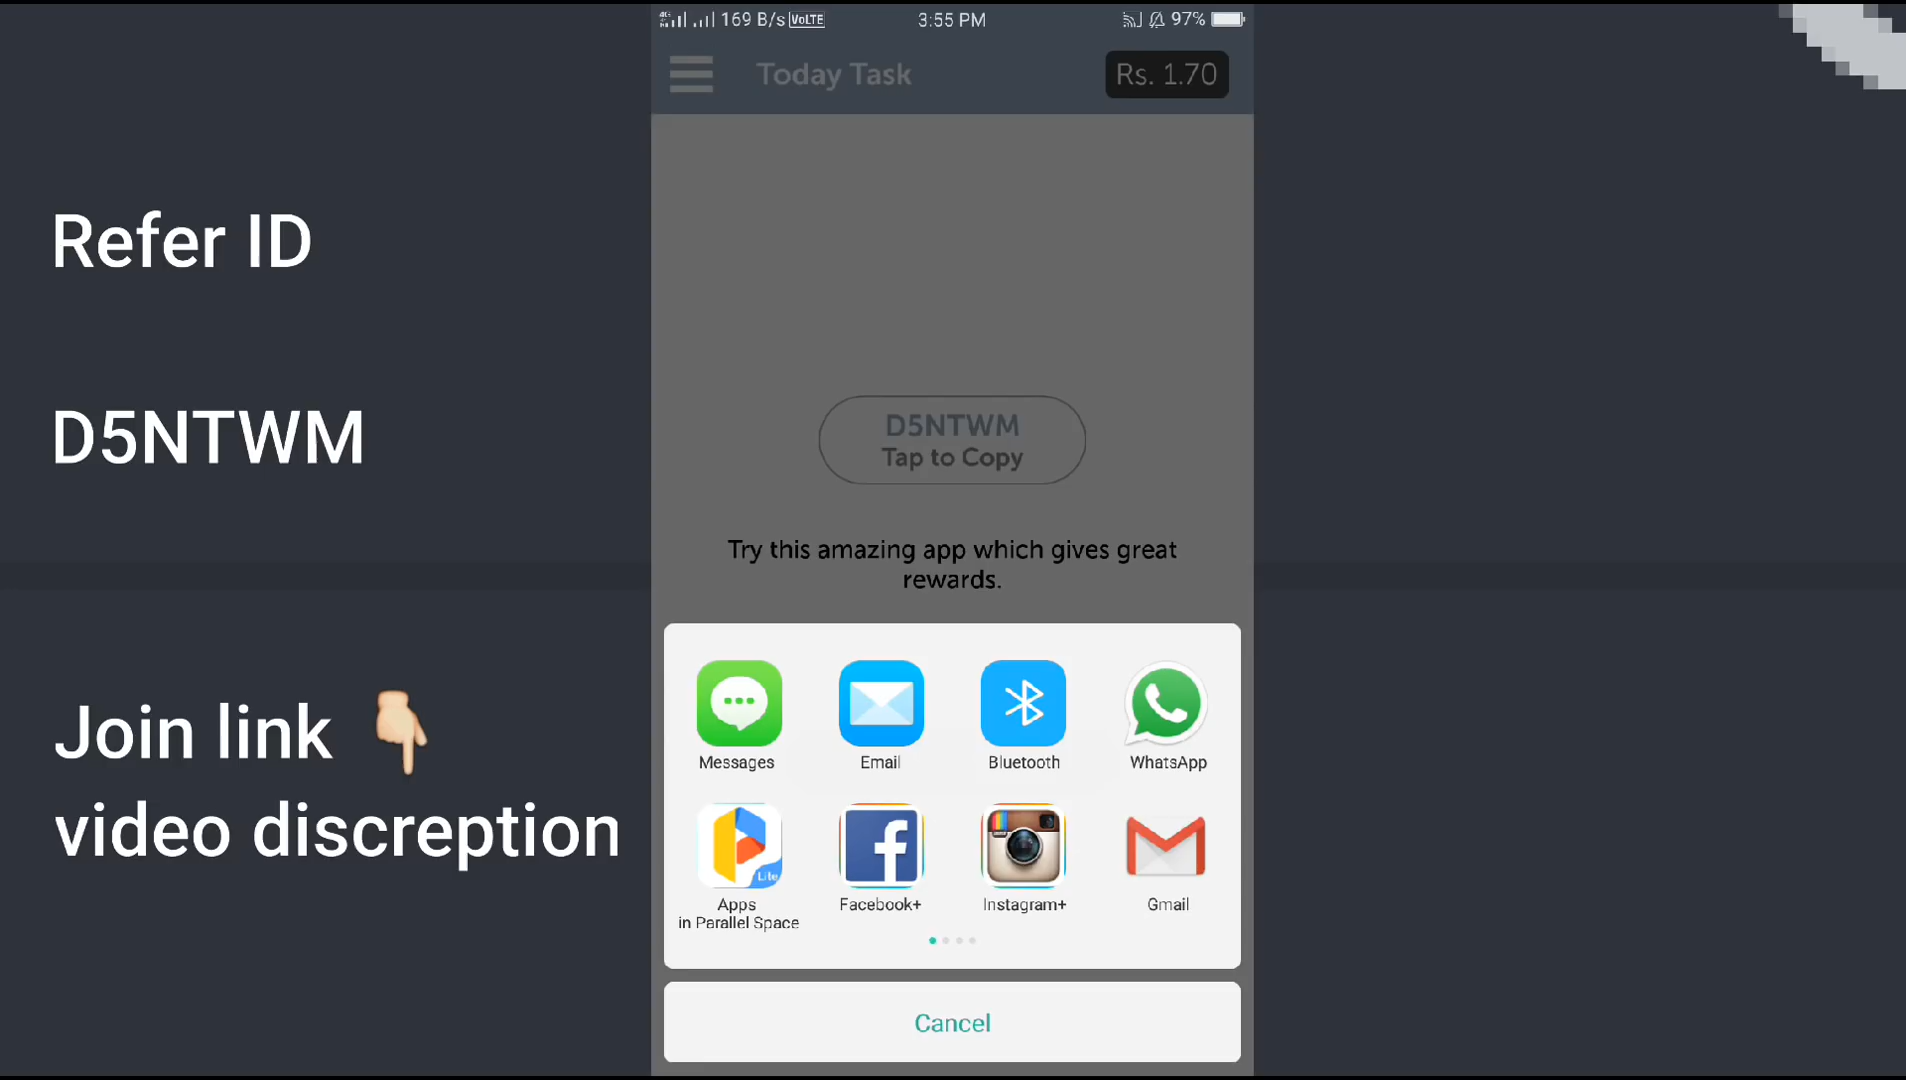 169 B/s VoLTE 3:55 PM 97%
Today Task Rs. 1.70
Refer ID
D5NTWM
D5NTWM
Tap to Copy
Try this amazing app which gives great
rewards.
Join link 👇
video discreption
Messages Email Bluetooth WhatsApp
Lite
Apps
in Parallel Space Facebook+ Instagram+ Gmail
Cancel